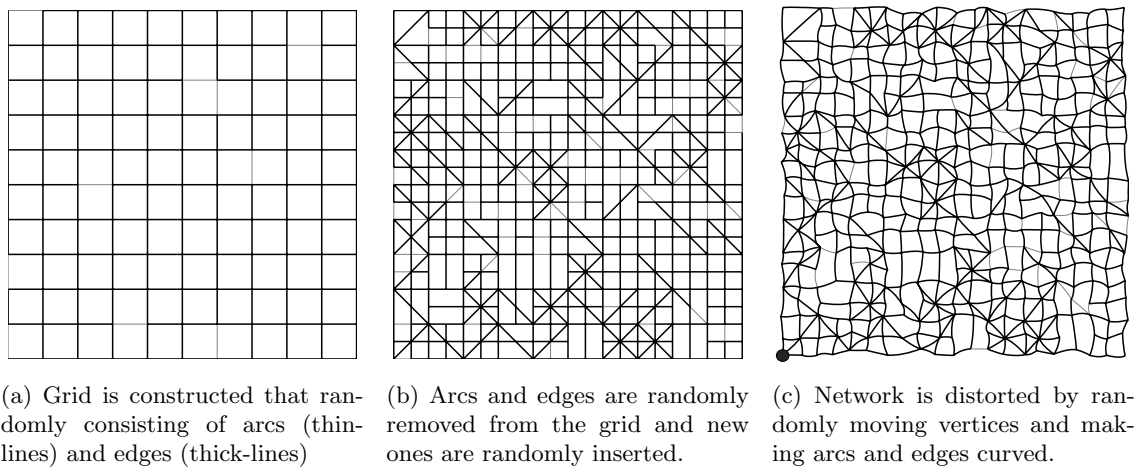 (a) Grid is constructed that ran-
domly consisting of arcs (thin-
lines) and edges (thick-lines)
(b) Arcs and edges are randomly
removed from the grid and new
ones are randomly inserted.
(c) Network is distorted by ran-
domly moving vertices and mak-
ing arcs and edges curved.